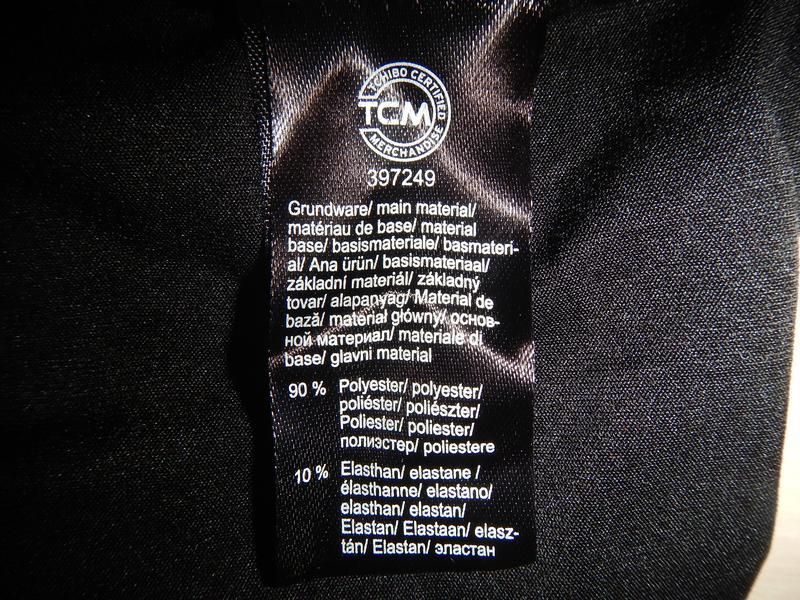 TCHIBO CERTIFIED
TCM
MERCHANDISE
397249
Grundware/ main material/
matériau de base/ material
base/ basismateriale/ basmateri-
al/ Ana ürün/ basismateriaal/
základní materiál/ základný
tovar/ alapanyag/ Material de
bază/ materiał główny/ основ-
ной материал/ materiale di
base/ glavni material
90 % Polyester/ polyester/
poliéster/ poliészter/
Poliester/ poliester/
полиэстер/ poliestere
10 % Elasthan/ elastane /
élasthanne/ elastano/
elasthan/ elastan/
Elastan/ Elastaan/ elasz-
tán/ Elastan/ эластан